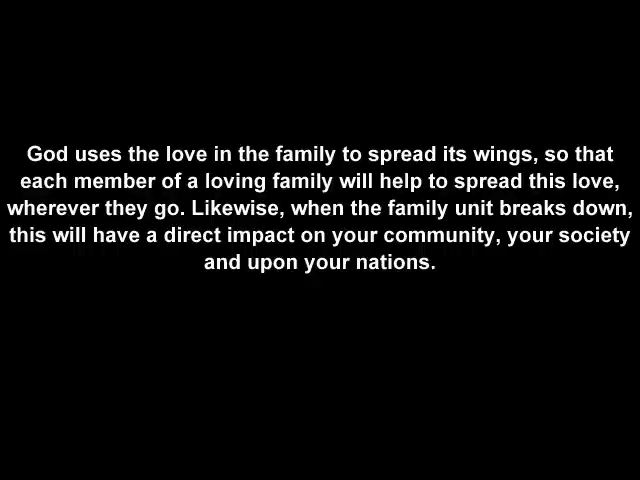 God uses the love in the family to spread its wings, so that
each member of a loving family will help to spread this love,
wherever they go. Likewise, when the family unit breaks down,
this will have a direct impact on your community, your society
and upon your nations.